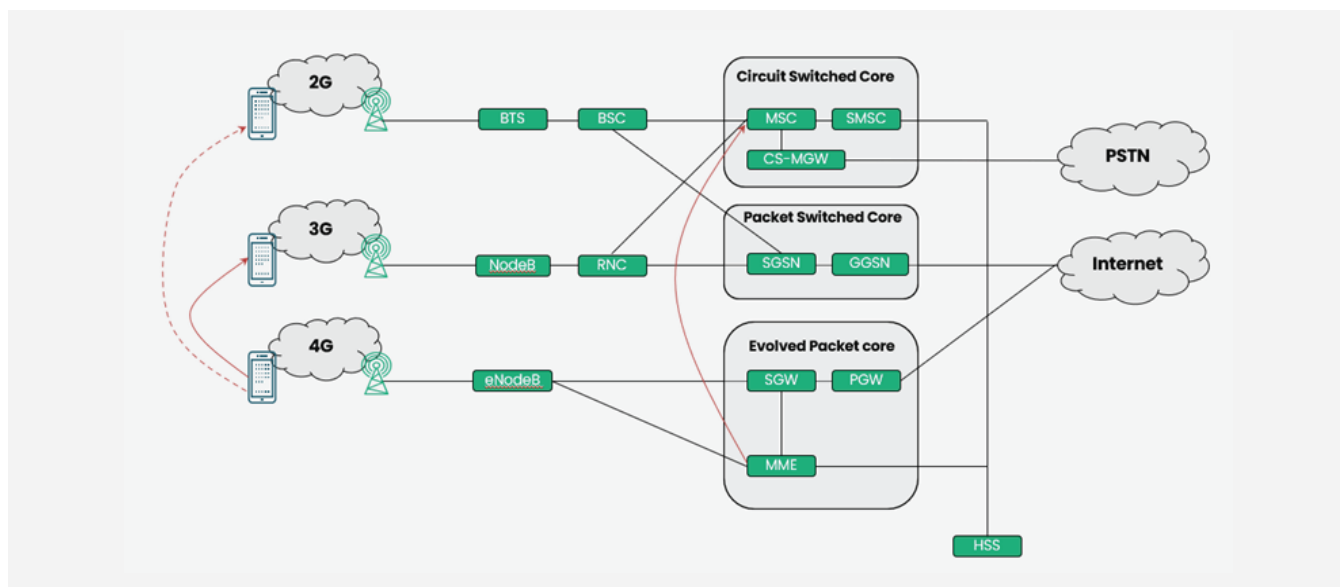 2G
Circuit Switched Core
BTS
BSC
MSC
SMSC
CS-MGW
PSTN
3G
Packet Switched Core
NodeB
RNC
SGSN
GGSN
Internet
4G
Evolved Packet core
eNodeB
SGW
PGW
MME
HSS